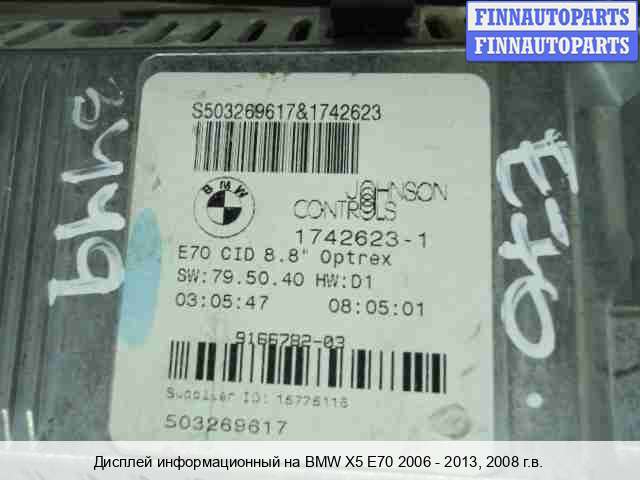 FINNAUTOPARTS
FINNAUTOPARTS
S503269617&1742623
BMW
JOHNSON
CONTROLS
1742623-1
E70 CID 8.8" Optrex
SW:79.50.40 HW:D1
03:05:47 08:05:01
9166782-03
Supplier ID: 15775116
503269617
E70
Дисплей информационный на BMW X5 E70 2006 - 2013, 2008 г.в.